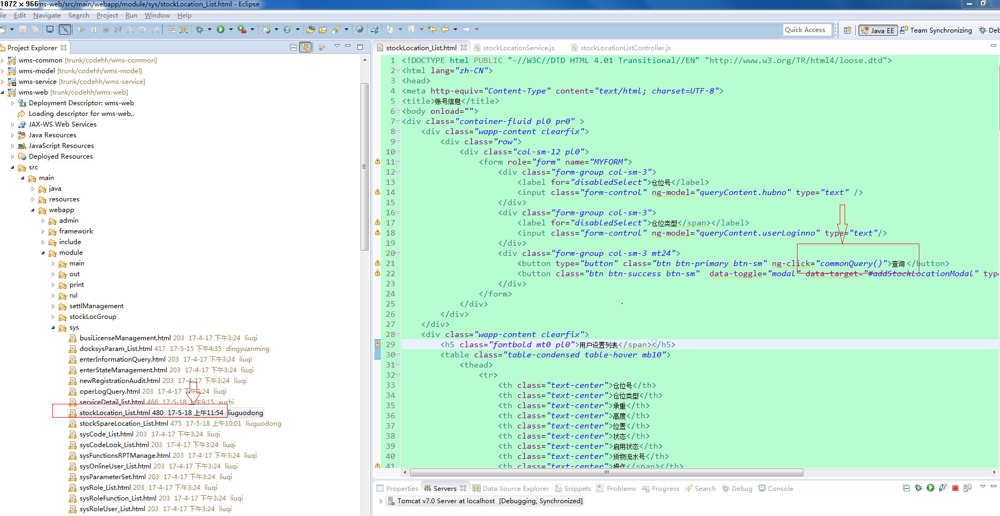 1872 × 966
ms-web/src/main/webapp/module/sys/stockLocation_List.html - Eclipse
ile Edit Navigate Search Project Run Window Help
Quick Access
Java EE
Team Synchronizing
Deb
Project Explorer
wms-common [trunk/codehh/wms-common]
wms-model [trunk/codehh/wms-model]
wms-service [trunk/codehh/wms-service]
wms-web [trunk/codehh/wms-web]
Deployment Descriptor: wms-web
Loading descriptor for wms-web..
JAX-WS Web Services
Java Resources
JavaScript Resources
Deployed Resources
src
main
java
resources
webapp
admin
framework
include
module
main
out
print
rul
settlManagement
stockLocGroup
sys
busiLicenseManagement.html 203 17-4-17 下午3:24 liuqi
docksysParam_List.html 417 17-5-15 下午4:35 dingyuanming
enterInformationQuery.html 203 17-4-17 下午3:24 liuqi
enterStateManagement.html 203 17-4-17 下午3:24 liuqi
newRegistrationAudit.html 203 17-4-17 下午3:24 liuqi
operLogQuery.html 203 17-4-17 下午3:24 liuqi
serviceDetail_list.html 466 17-5-18 上午9:15 xuchi
stockLocation_List.html 480 17-5-18 上午11:54 liuguodong
stockSpareLocation_List.html 475 17-5-18 上午10:01 liuguodong
sysCode_List.html 203 17-4-17 下午3:24 liuqi
sysCodeLook_List.html 203 17-4-17 下午3:24 liuqi
sysFunctionsRPTManage.html 203 17-4-17 下午3:24 liuqi
sysOnlineUser_List.html 203 17-4-17 下午3:24 liuqi
sysParameterSet.html 203 17-4-17 下午3:24 liuqi
sysRole_List.html 203 17-4-17 下午3:24 liuqi
sysRoleFunction_List.html 203 17-4-17 下午3:24 liuqi
sysRoleUser_List.html 203 17-4-17 下午3:24 liuqi
stockLocation_List.html
stockLocationService.js
stockLocationListController.js
1 <!DOCTYPE html PUBLIC "-//W3C//DTD HTML 4.01 Transitional//EN" "http://www.w3.org/TR/html4/loose.dtd">
2 <html lang="zh-CN">
3 <head>
4 <meta http-equiv="Content-Type" content="text/html; charset=UTF-8">
5 <title>账号信息</title>
6 <body onload="">
7 <div class="container-fluid pl0 pr0" >
8 <div class="wapp-content clearfix">
9 <div class="row">
10 <div class="col-sm-12 pl0">
11 <form role="form" name="MYFORM">
12 <div class="form-group col-sm-3">
13 <label for="disabledSelect">仓位号</label>
14 <input class="form-control" ng-model="queryContent.hubno" type="text" />
15 </div>
16 <div class="form-group col-sm-3">
17 <label for="disabledSelect">仓位类型</span></label>
18 <input class="form-control" ng-model="queryContent.userLoginno" type="text"/>
19 </div>
20 <div class="form-group col-sm-3 mt24">
21 <button type="button" class="btn btn-primary btn-sm" ng-click="commonQuery()">查询</button>
22 <button class="btn btn-success btn-sm" data-toggle="modal" data-target="#addStockLocationModal" typ
23 </div>
24 </form>
25 </div>
26 </div>
27 </div>
28 <div class="wapp-content clearfix">
29 <h5 class="fontbold mt0 pl0">用户设置列表</span></h5>
30 <table class="table-condensed table-hover mb10">
31 <thead>
32 <tr>
33 <th class="text-center">仓位号</th>
34 <th class="text-center">仓位类型</th>
35 <th class="text-center">承重</th>
36 <th class="text-center">高度</th>
37 <th class="text-center">位置</th>
38 <th class="text-center">状态</th>
39 <th class="text-center">启用状态</th>
40 <th class="text-center">货物流水号</th>
41 <th class="text-center">操作</span></th>
Properties Servers Data Source Explorer Snippets Problems Progress Search Debug Console
Tomcat v7.0 Server at localhost [Debugging, Synchronized]